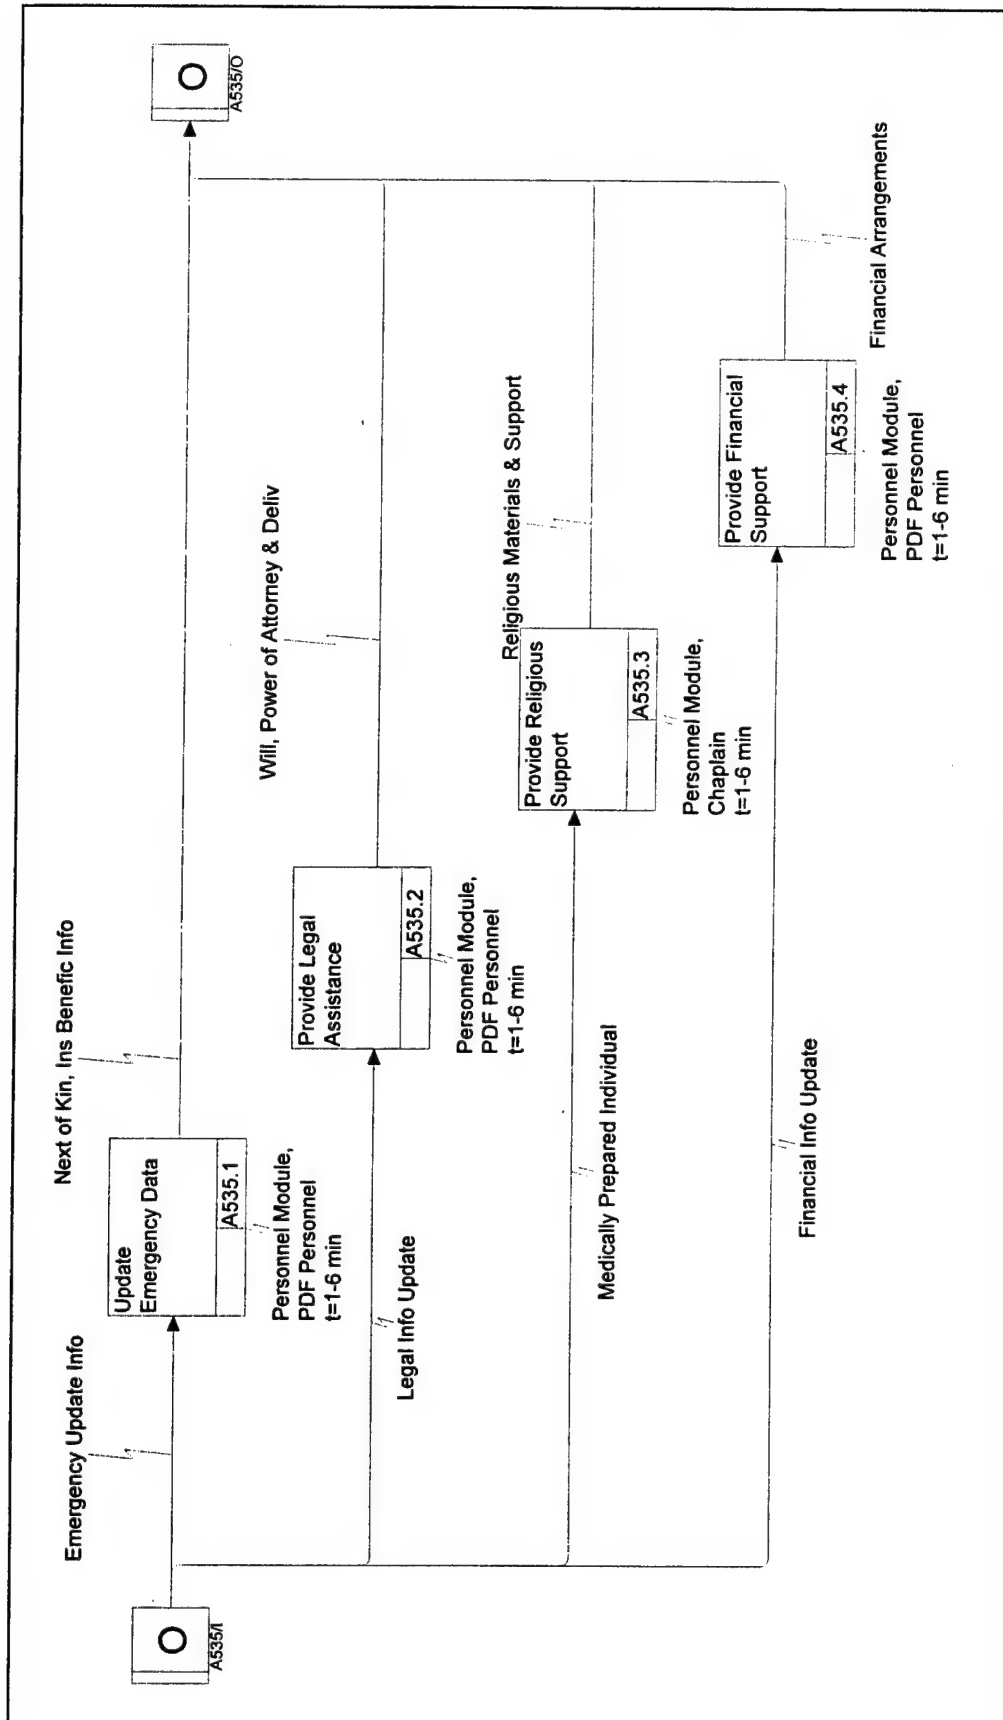 Emergency Update Info
Next of Kin, Ins Benefic Info
O
A535/I
Update
Emergency Data
A535.1
Personnel Module,
PDF Personnel
t=1-6 min
O
A535/O
Will, Power of Attorney & Deliv
Legal Info Update
Provide Legal
Assistance
A535.2
Personnel Module,
PDF Personnel
t=1-6 min
Religious Materials & Support
Medically Prepared Individual
Provide Religious
Support
A535.3
Personnel Module,
Chaplain
t=1-6 min
Financial Info Update
Provide Financial
Support
A535.4
Personnel Module,
PDF Personnel
t=1-6 min
Financial Arrangements